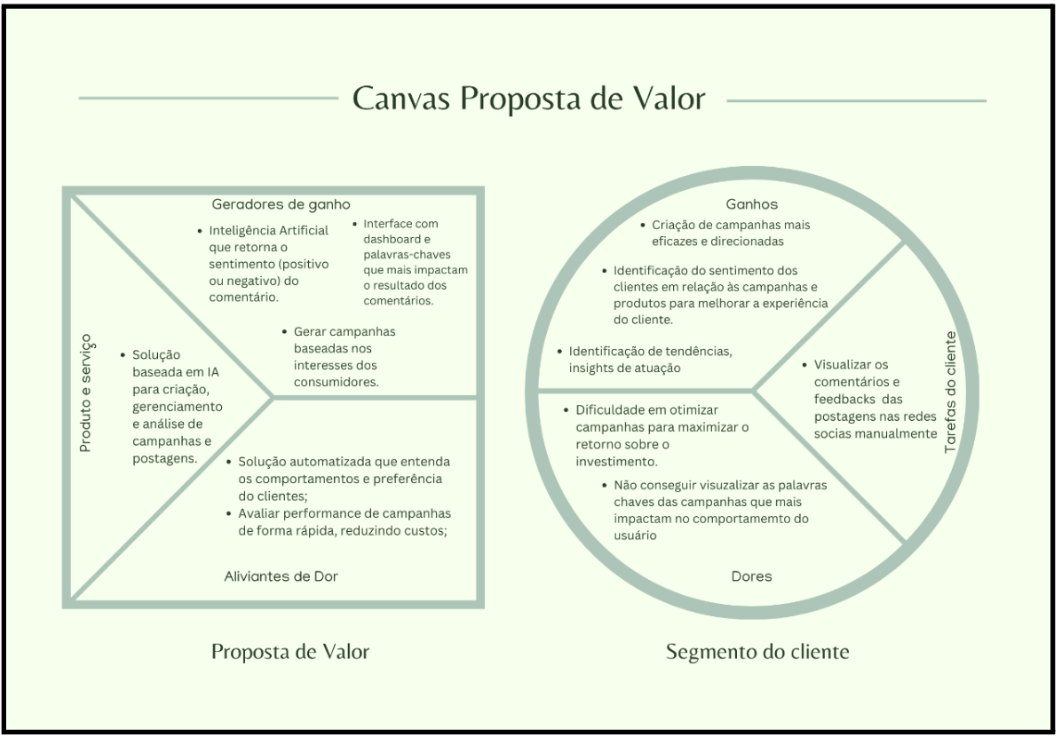 Canvas Proposta de Valor
Geradores de ganho
• Inteligência Artificial
que retorna o
sentimento (positivo
ou negativo) do
comentário.
• Interface com
dashboard e
palavras-chaves
que mais impactam
o resultado dos
comentários.
• Gerar campanhas
baseadas nos
interesses dos
consumidores.
Produto e serviço
• Solução
baseada em IA
para criação,
gerenciamento
e análise de
campanhas e
postagens.
• Solução automatizada que entenda
os comportamentos e preferência
do clientes;
• Avaliar performance de campanhas
de forma rápida, reduzindo custos;
Aliviantes de Dor
Proposta de Valor
Ganhos
• Criação de campanhas mais
eficazes e direcionadas
• Identificação do sentimento dos
clientes em relação às campanhas e
produtos para melhorar a experiência
do cliente.
• Identificação de tendências,
insights de atuação
• Visualizar os
comentários e
feedbacks das
postagens nas redes
socias manualmente
Tarefas do cliente
• Dificuldade em otimizar
campanhas para maximizar o
retorno sobre o
investimento.
• Não conseguir visuzalizar as palavras
chaves das campanhas que mais
impactam no comportamemto do
usuário
Dores
Segmento do cliente